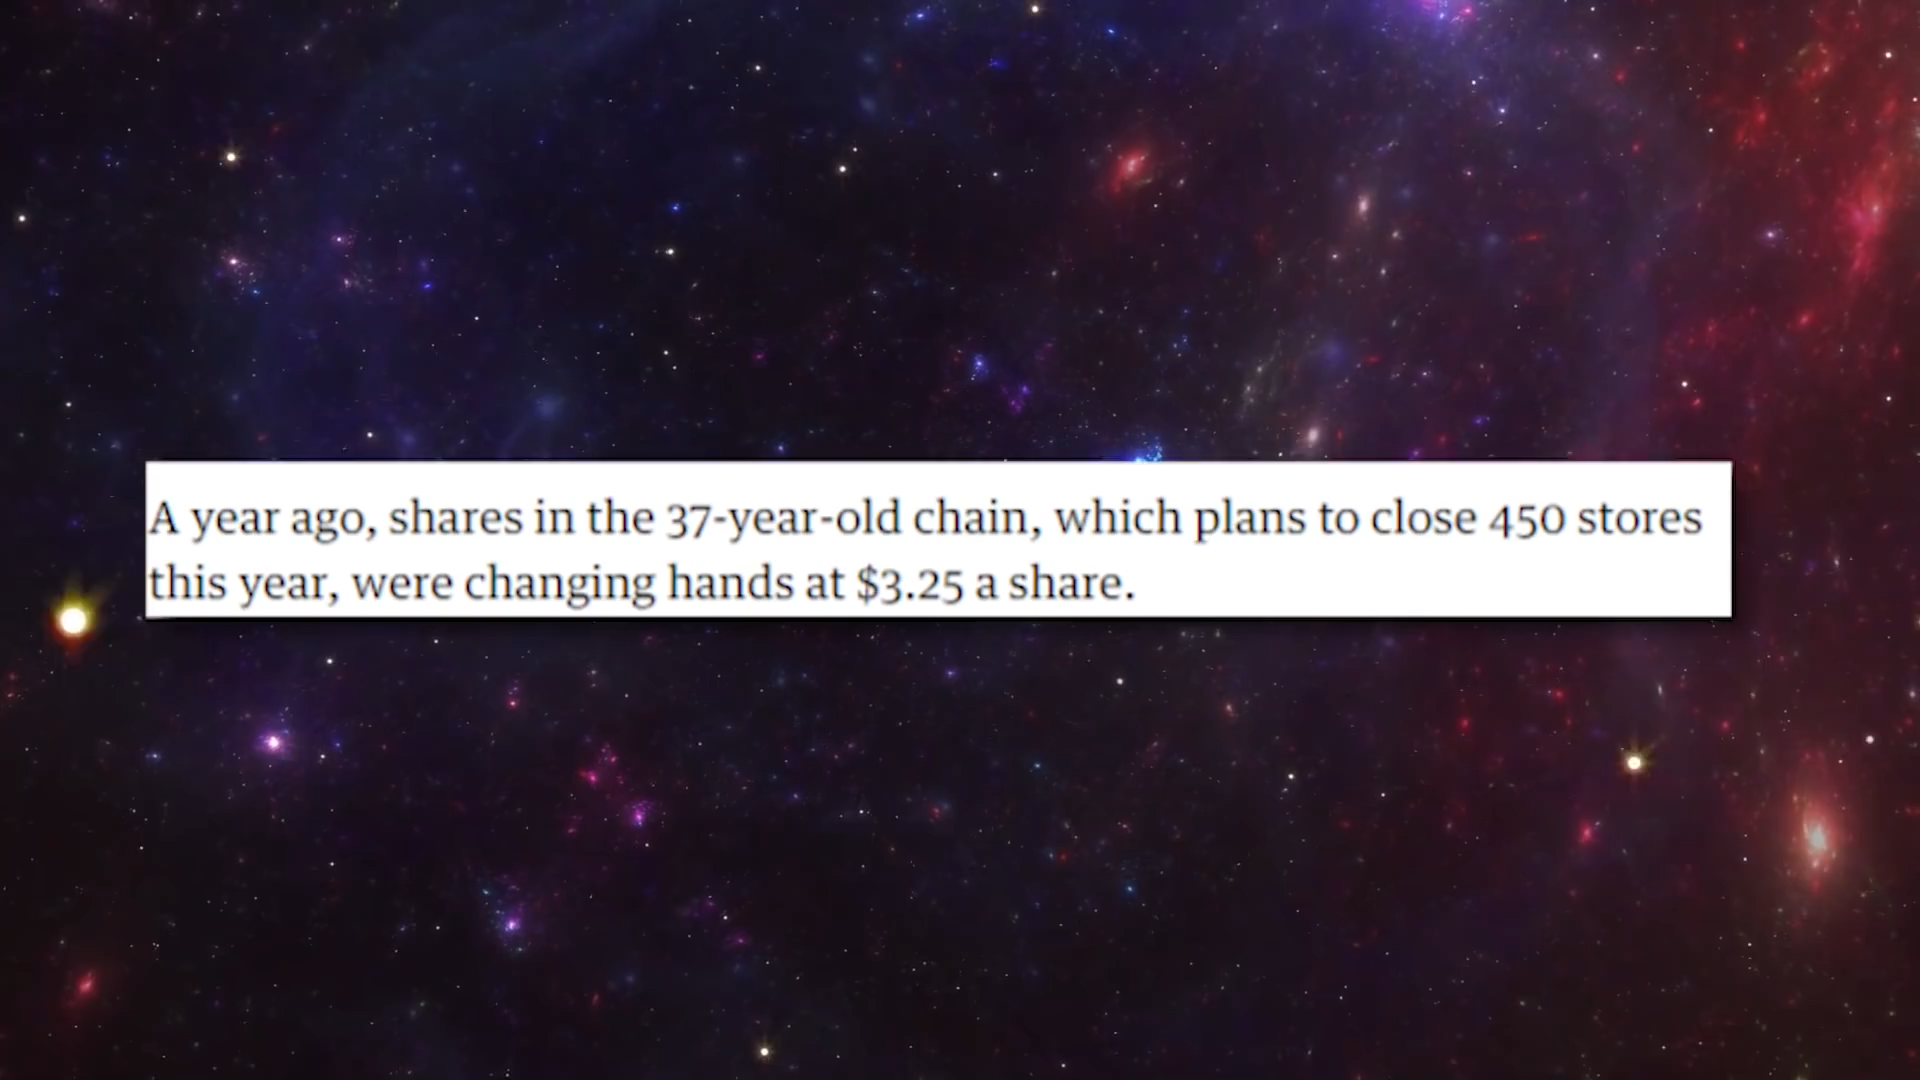 A year ago, shares in the 37-year-old chain, which plans to close 450 stores
this year, were changing hands at $3.25 a share.